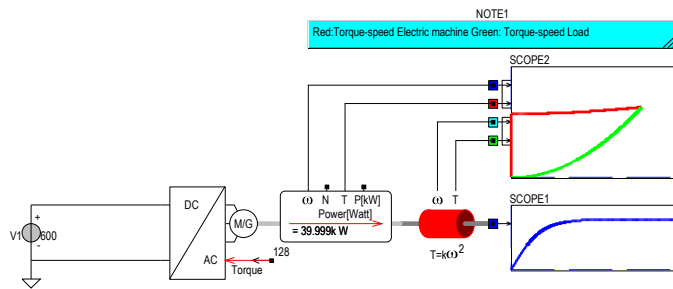 NOTE1
Red:Torque-speed Electric machine Green: Torque-speed Load
SCOPE2
ω N T P[kW]
ω T
Power[Watt]
= 39.999k W
SCOPE1
DC
M/G
V1
+
600
-
AC
128
Torque
T=kω²